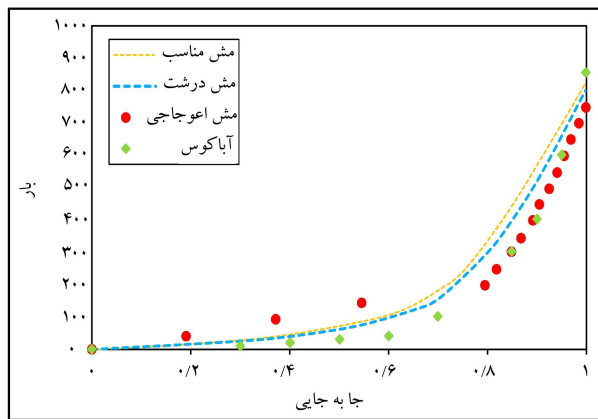 ۱۰۰۰
۹۰۰
۸۰۰
۷۰۰
۶۰۰
۵۰۰
۴۰۰
۳۰۰
۲۰۰
۱۰۰
۰
بار
مش مناسب
مش درشت
مش اعوجاجی
آباکوس
۰ ۰/۲ ۰/۴ ۰/۶ ۰/۸ ۱
جا به جایی